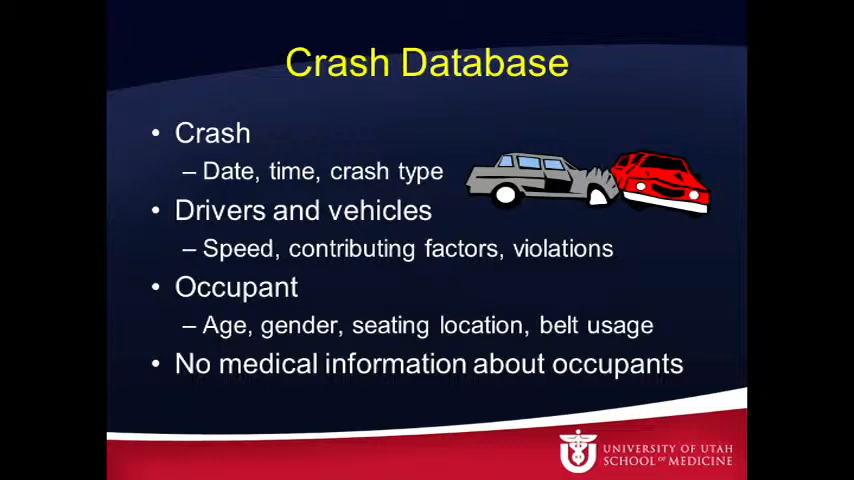 Crash Database
• Crash
– Date, time, crash type
• Drivers and vehicles
– Speed, contributing factors, violations
• Occupant
– Age, gender, seating location, belt usage
• No medical information about occupants
UNIVERSITY OF UTAH
SCHOOL OF MEDICINE